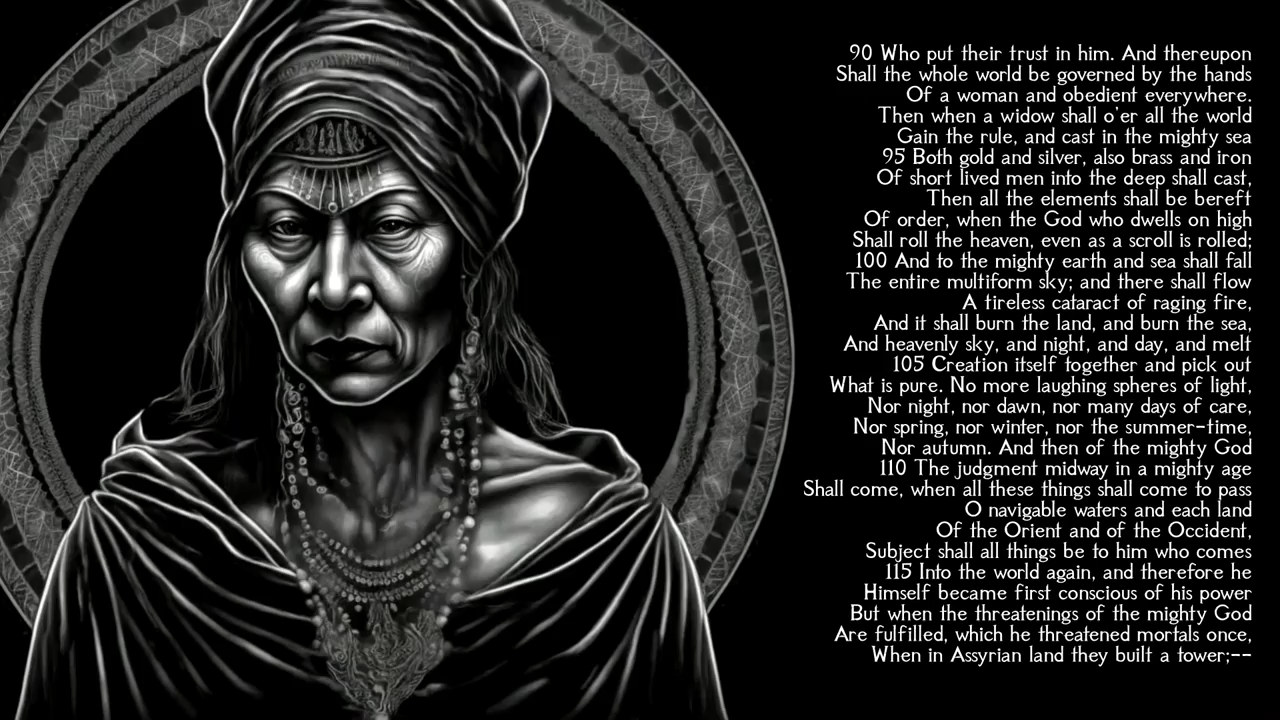 90 Who put their trust in him. And thereupon
Shall the whole world be governed by the hands
Of a woman and obedient everywhere.
Then when a widow shall o'er all the world
Gain the rule, and cast in the mighty sea
95 Both gold and silver, also brass and iron
Of short lived men into the deep shall cast,
Then all the elements shall be bereft
Of order, when the God who dwells on high
Shall roll the heaven, even as a scroll is rolled;
100 And to the mighty earth and sea shall fall
The entire multiform sky; and there shall flow
A tireless cataract of raging fire,
And it shall burn the land, and burn the sea,
And heavenly sky, and night, and day, and melt
105 Creation itself together and pick out
What is pure. No more laughing spheres of light,
Nor night, nor dawn, nor many days of care,
Nor spring, nor winter, nor the summer-time,
Nor autumn. And then of the mighty God
110 The judgment midway in a mighty age
Shall come, when all these things shall come to pass
O navigable waters and each land
Of the Orient and of the Occident,
Subject shall all things be to him who comes
115 Into the world again, and therefore he
Himself became first conscious of his power
But when the threatenings of the mighty God
Are fulfilled, which he threatened mortals once,
When in Assyrian land they built a tower;--